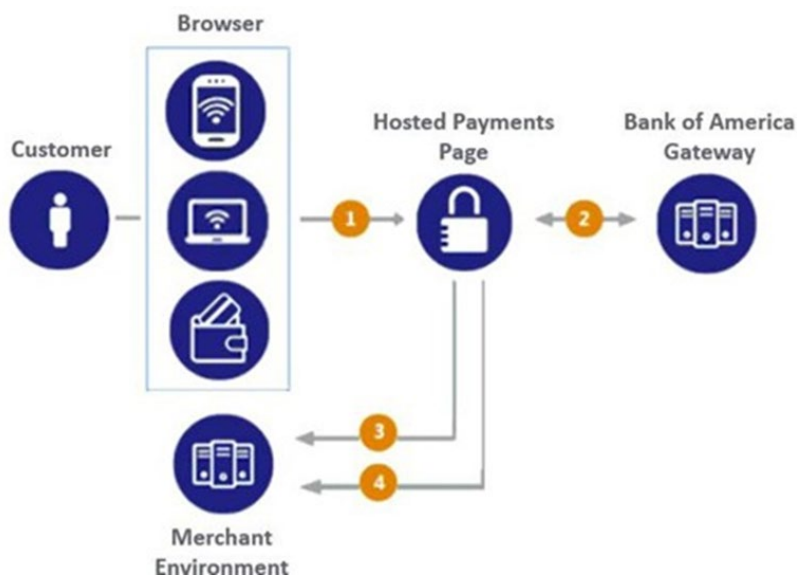 Browser
Customer
Hosted Payments
Page
Bank of America
Gateway
1
2
3
4
Merchant
Environment